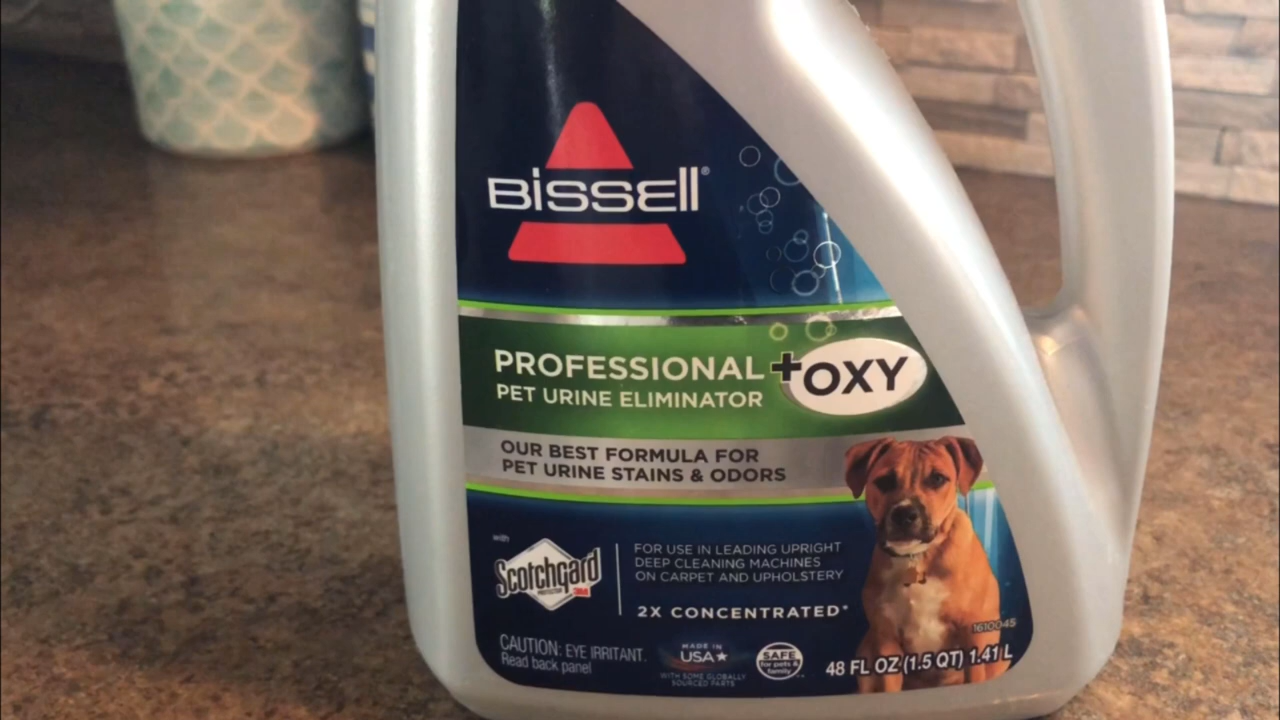 BISSELL®
PROFESSIONAL +OXY
PET URINE ELIMINATOR
OUR BEST FORMULA FOR
PET URINE STAINS & ODORS
with
Scotchgard
PROTECTOR 3M
FOR USE IN LEADING UPRIGHT
DEEP CLEANING MACHINES
ON CARPET AND UPHOLSTERY
2X CONCENTRATED*
1610045
CAUTION: EYE IRRITANT.
Read back panel
MADE IN
USA★
WITH SOME GLOBALLY
SOURCED PARTS
SAFE
for pets &
family**
48 FL OZ (1.5 QT) 1.41 L